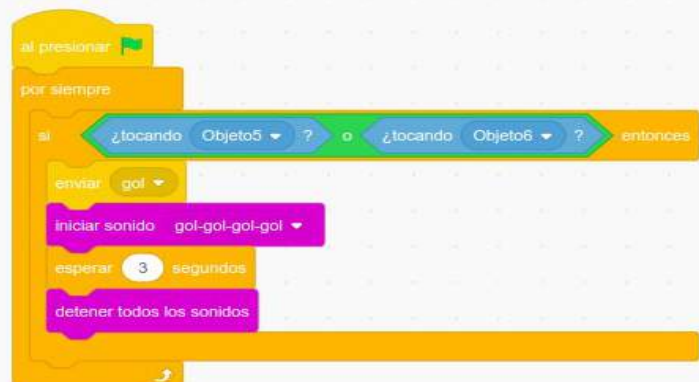 al presionar
por siempre
si ¿tocando Objeto5 ? o ¿tocando Objeto6 ? entonces
enviar gol
iniciar sonido gol-gol-gol-gol
esperar 3 segundos
detener todos los sonidos